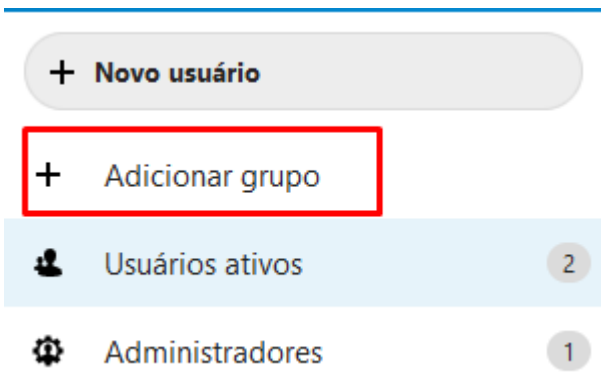 + Novo usuário
+ Adicionar grupo
Usuários ativos 2
Administradores 1